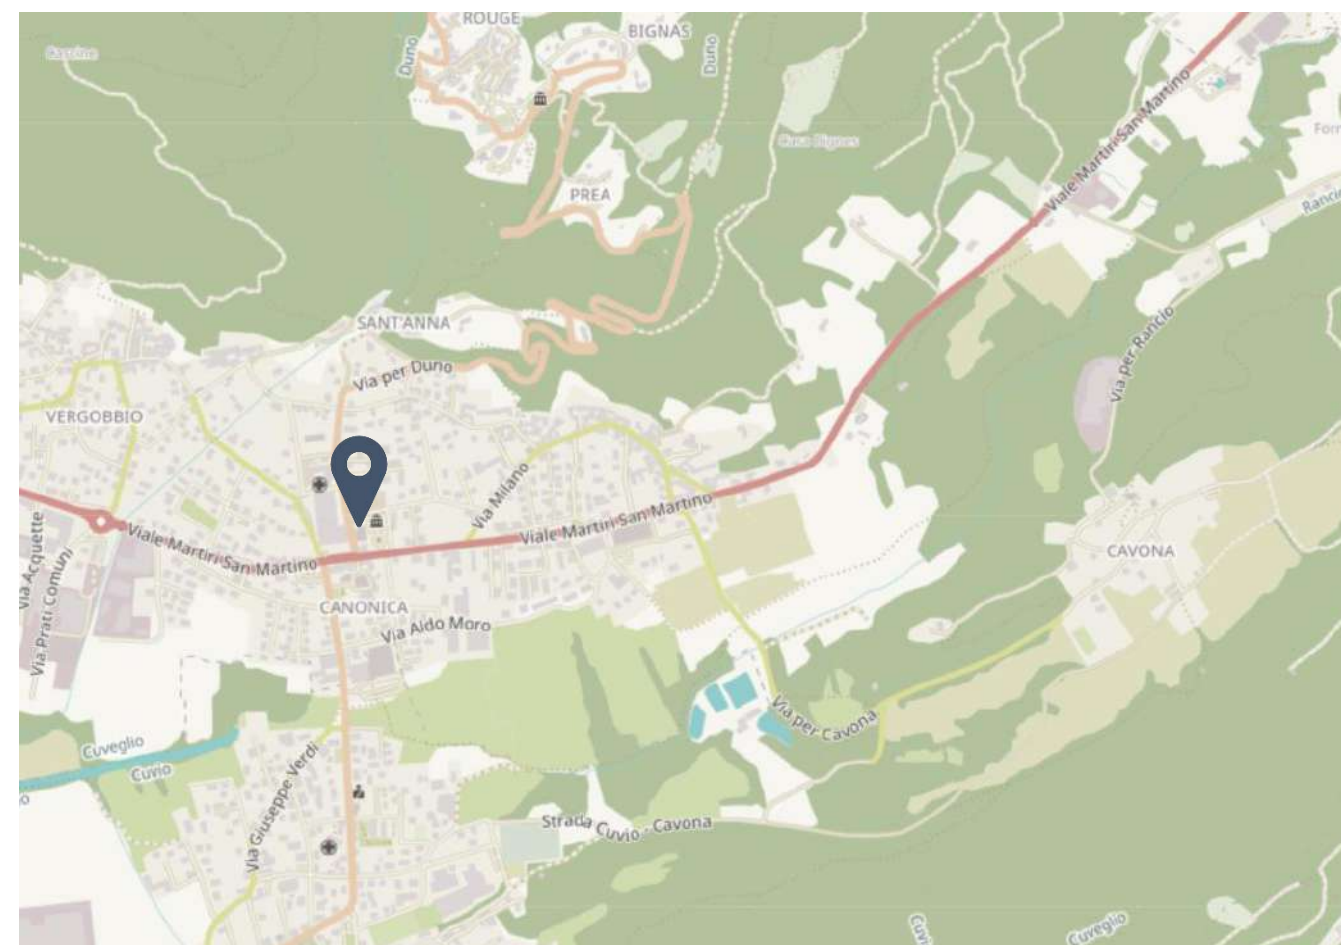 ROUGE
BIGNAS
Cascine
Duno
Duno
Viale Martiri San Martino
Casa Bignes
PREA
Rancio
SANT'ANNA
Via per Duno
Via per Rancio
VERGOBBIO
Via Milano
Viale Martiri San Martino
Viale Martiri San Martino
Via Acquette
Via Prati Comuni
CAVONA
CANONICA
Via Aldo Moro
Via per Cavona
Cuveglio
Cuvio
Via Giuseppe Verdi
Strada Cuvio - Cavona
Cuveglio